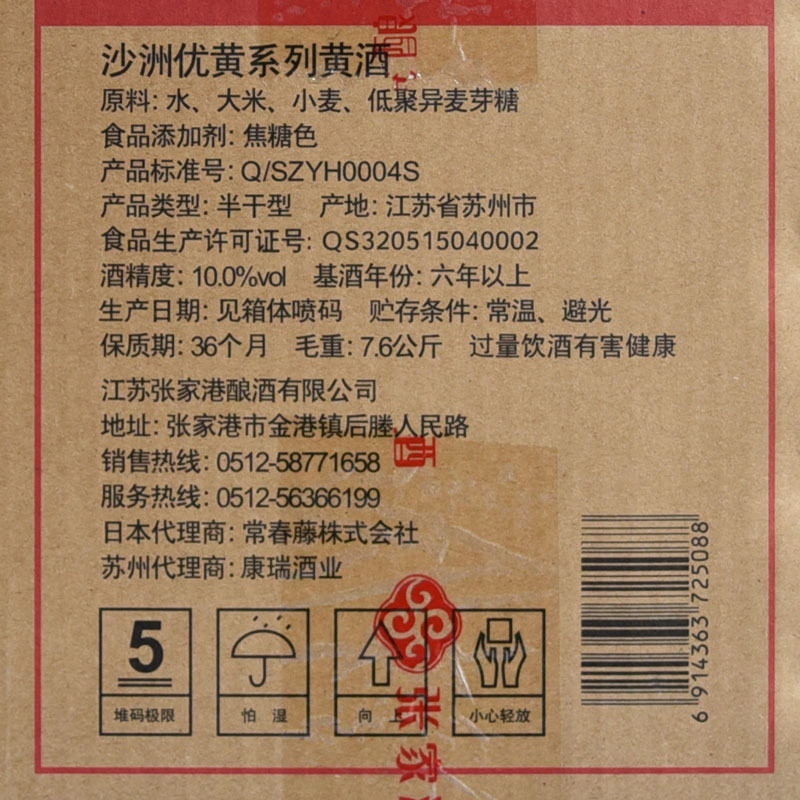 沙洲优黄系列黄酒
原料: 水、大米、小麦、低聚异麦芽糖
食品添加剂: 焦糖色
产品标准号: Q/SZYH0004S
产品类型: 半干型 产地: 江苏省苏州市
食品生产许可证号: QS320515040002
酒精度: 10.0%vol 基酒年份: 六年以上
生产日期: 见箱体喷码 贮存条件: 常温、避光
保质期: 36个月 毛重: 7.6公斤 过量饮酒有害健康
江苏张家港酿酒有限公司
地址: 张家港市金港镇后塍人民路
销售热线: 0512-58771658
服务热线: 0512-56366199
日本代理商: 常春藤株式会社
苏州代理商: 康瑞酒业
5
堆码极限
怕湿
向上
小心轻放
6 914363 725088
酿
酒
张家